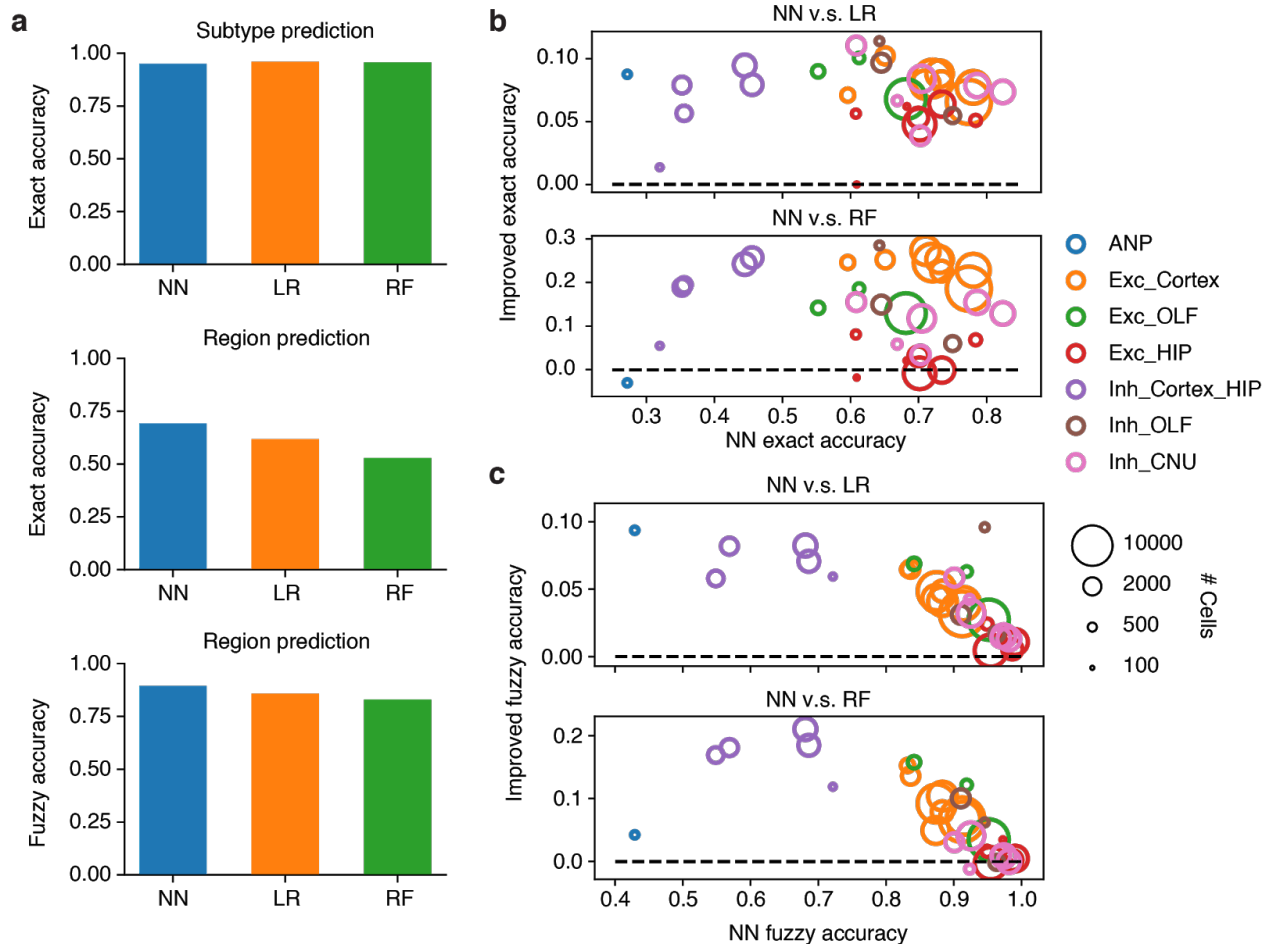 a
Subtype prediction
Exact accuracy
1.00
0.75
0.50
0.25
0.00
NN LR RF
Region prediction
Exact accuracy
1.00
0.75
0.50
0.25
0.00
NN LR RF
Region prediction
Fuzzy accuracy
1.00
0.75
0.50
0.25
0.00
NN LR RF
b
NN v.s. LR
Improved exact accuracy
0.10
0.05
0.00
NN v.s. RF
0.3
0.2
0.1
0.0
0.3 0.4 0.5 0.6 0.7 0.8
NN exact accuracy
ANP
Exc_Cortex
Exc_OLF
Exc_HIP
Inh_Cortex_HIP
Inh_OLF
Inh_CNU
c
NN v.s. LR
Improved fuzzy accuracy
0.10
0.05
0.00
NN v.s. RF
0.2
0.1
0.0
0.4 0.5 0.6 0.7 0.8 0.9 1.0
NN fuzzy accuracy
10000
2000
500
100
# Cells